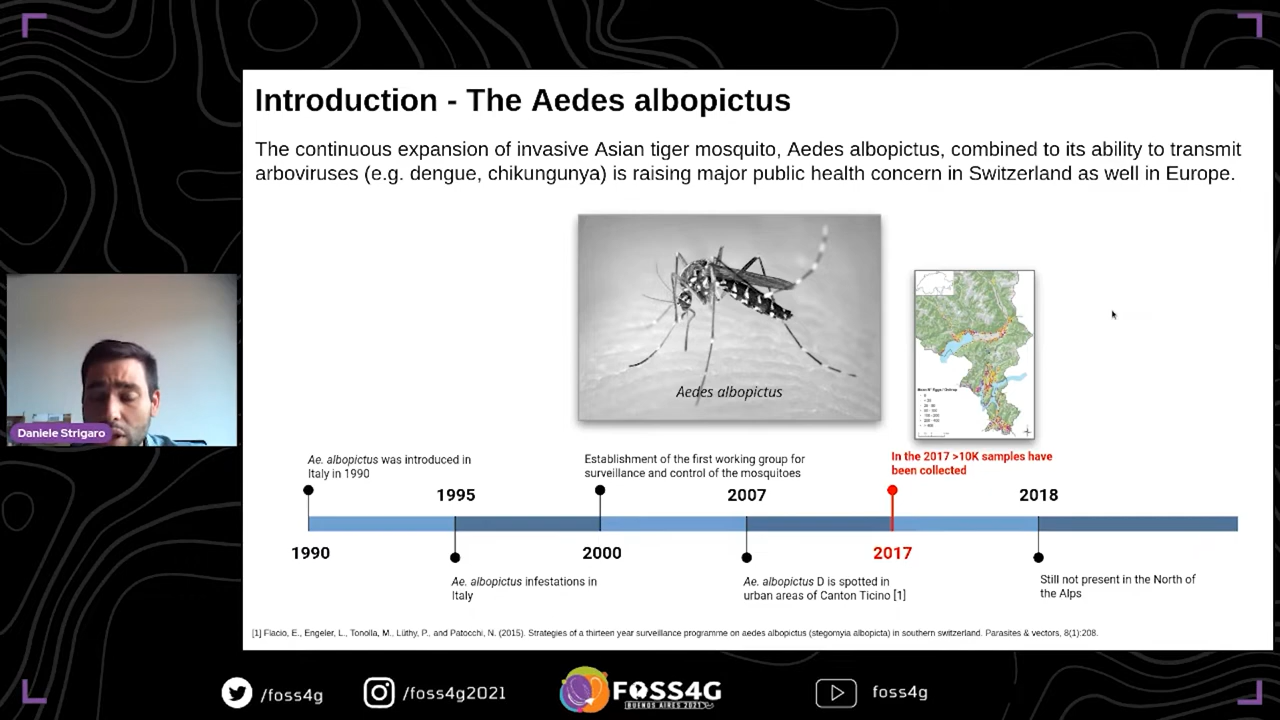 Introduction - The Aedes albopictus
The continuous expansion of invasive Asian tiger mosquito, Aedes albopictus, combined to its ability to transmit
arboviruses (e.g. dengue, chikungunya) is raising major public health concern in Switzerland as well in Europe.
Aedes albopictus
Daniele Strigaro
Ae. albopictus was introduced in
Italy in 1990
Establishment of the first working group for
surveillance and control of the mosquitoes
In the 2017 >10K samples have
been collected
1995
2007
2018
1990
2000
2017
Ae. albopictus infestations in
Italy
Ae. albopictus D is spotted in
urban areas of Canton Ticino [1]
Still not present in the North of
the Alps
[1] Flacio, E., Engeler, L., Tonolla, M., Lüthy, P., and Patocchi, N. (2015). Strategies of a thirteen year surveillance programme on aedes albopictus (stegomyia albopicta) in southern switzerland. Parasites & vectors, 8(1):208.
/foss4g
/foss4g2021
FOSS4G
BUENOS AIRES 2021
foss4g